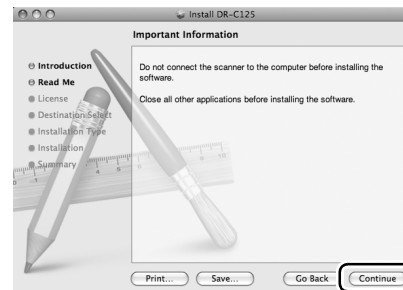 Install DR-C125
Important Information
Introduction
Read Me
License
Destination Select
Installation Type
Installation
Summary
Do not connect the scanner to the computer before installing the
software.
Close all other applications before installing the software.
Print...
Save...
Go Back
Continue